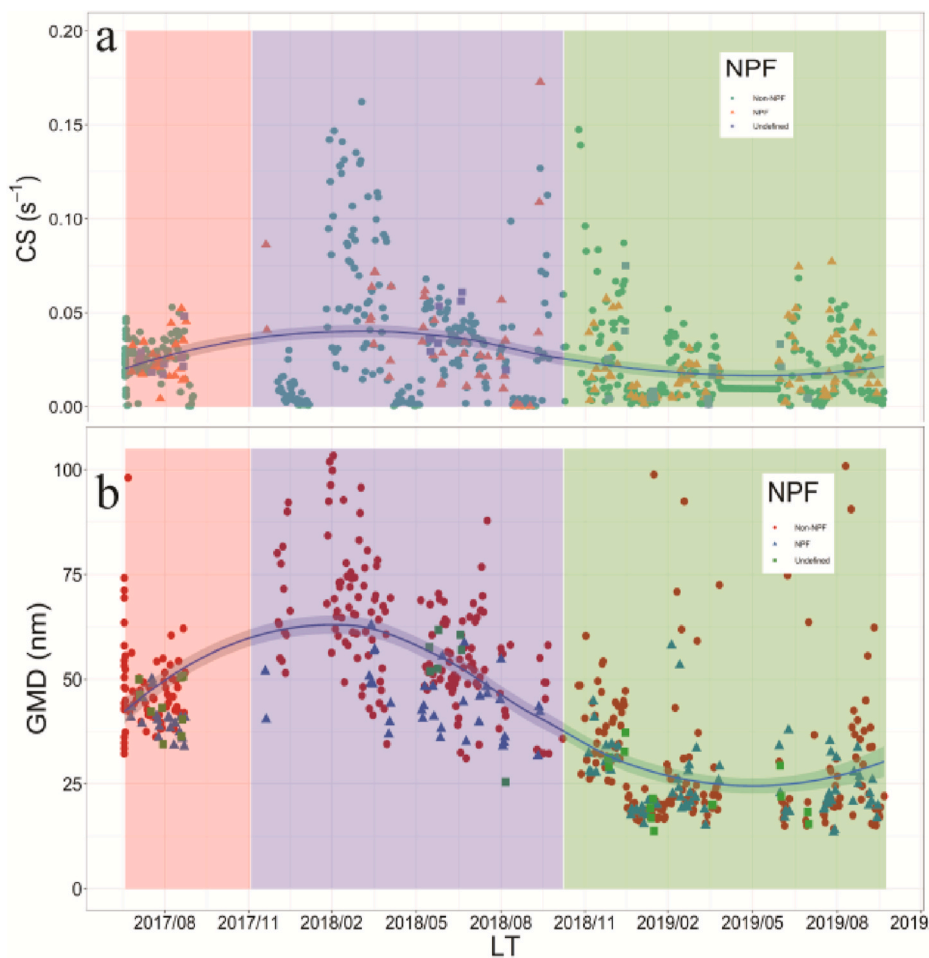 a
0.20
0.15
0.10
0.05
0.00
CS (s⁻¹)
NPF
Non-NPF
NPF
Undefined
b
100
75
50
25
0
GMD (nm)
NPF
Non-NPF
NPF
Undefined
2017/08 2017/11 2018/02 2018/05 2018/08 2018/11 2019/02 2019/05 2019/08 2019
LT